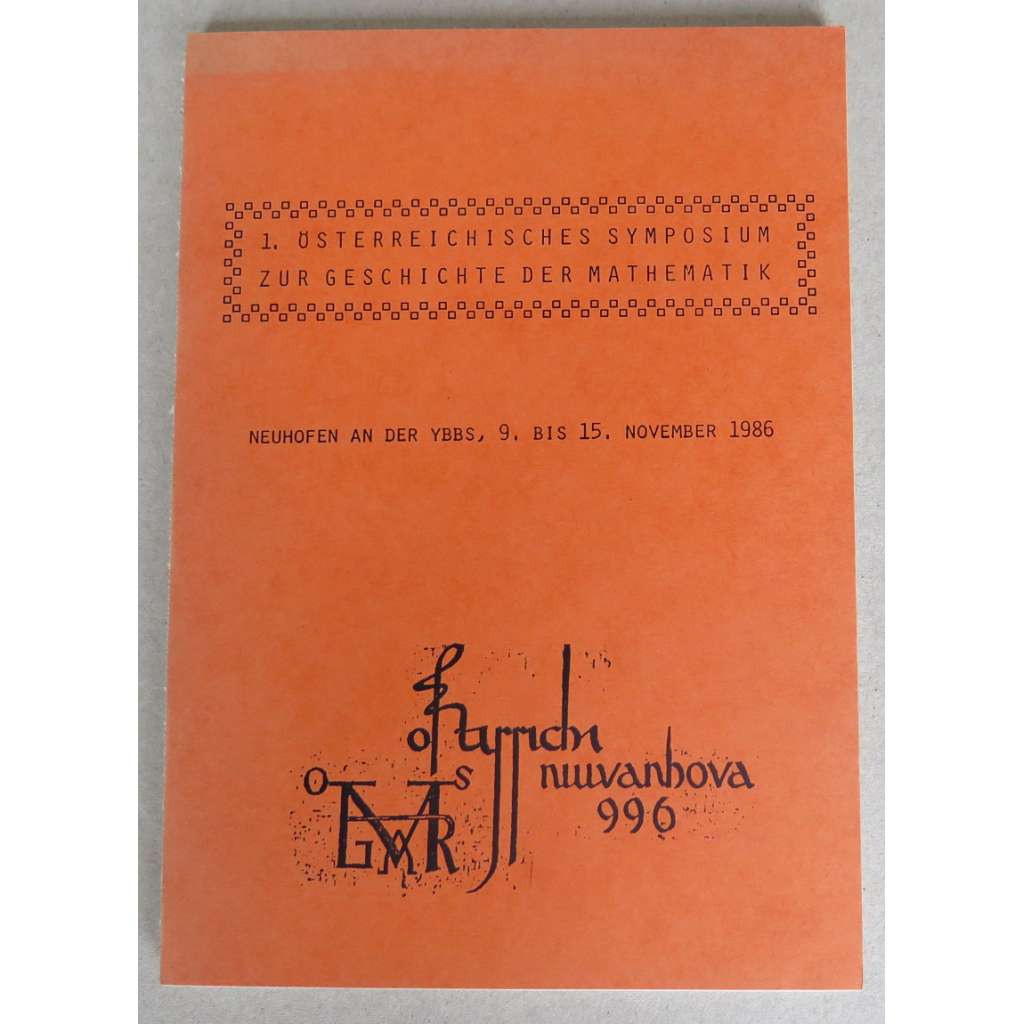 1. ÖSTERREICHISCHES SYMPOSIUM
ZUR GESCHICHTE DER MATHEMATIK
NEUHOFEN AN DER YBBS, 9. BIS 15. NOVEMBER 1986
ostarrichi
niuvanhova
996